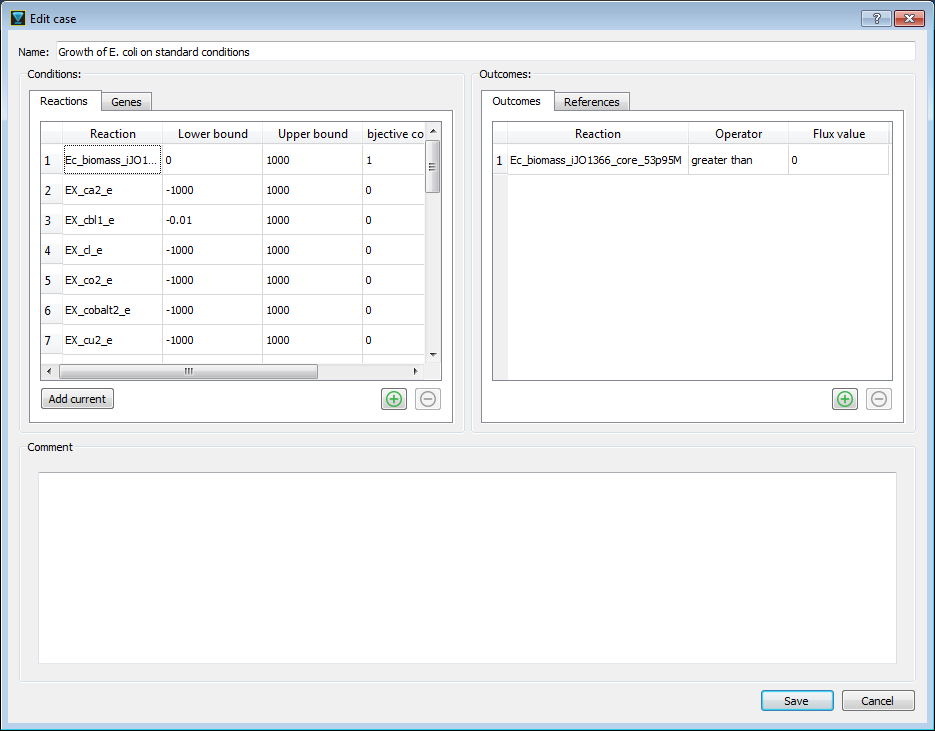 Edit case
?
Name: Growth of E. coli on standard conditions
Conditions:
Reactions Genes
Reaction Lower bound Upper bound bjective co
1 Ec_biomass_iJO1... 0 1000 1
2 EX_ca2_e -1000 1000 0
3 EX_cbl1_e -0.01 1000 0
4 EX_cl_e -1000 1000 0
5 EX_co2_e -1000 1000 0
6 EX_cobalt2_e -1000 1000 0
7 EX_cu2_e -1000 1000 0
Add current
Outcomes:
Outcomes References
Reaction Operator Flux value
1 Ec_biomass_iJO1366_core_53p95M greater than 0
Comment
Save Cancel